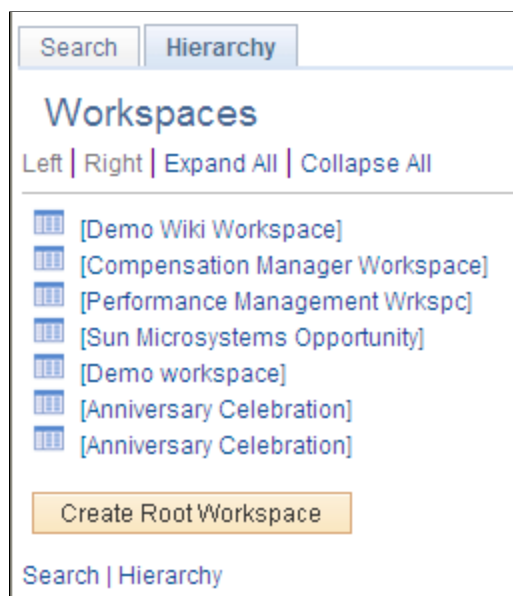 Search Hierarchy
Workspaces
Left | Right | Expand All | Collapse All
[Demo Wiki Workspace]
[Compensation Manager Workspace]
[Performance Management Wrkspc]
[Sun Microsystems Opportunity]
[Demo workspace]
[Anniversary Celebration]
[Anniversary Celebration]
Create Root Workspace
Search | Hierarchy